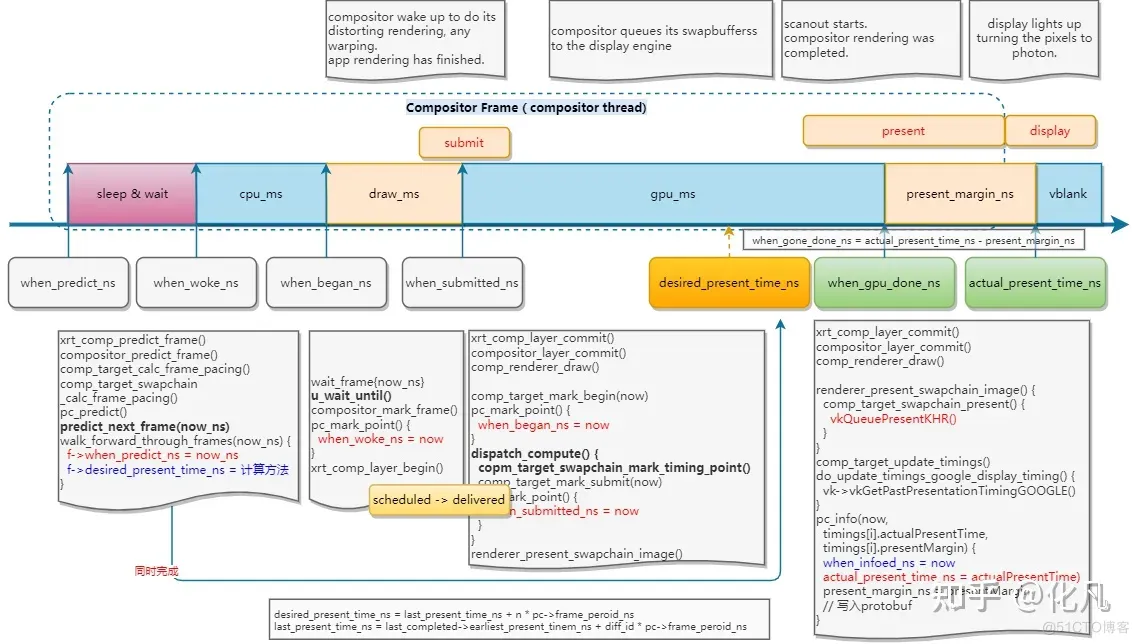 compositor wake up to do its
distorting rendering, any
warping.
app rendering has finished.
compositor queues its swapbufferss
to the display engine
scanout starts.
compositor rendering was
completed.
display lights up
turning the pixels to
photon.
Compositor Frame ( compositor thread)
submit
present
display
sleep & wait
cpu_ms
draw_ms
gpu_ms
present_margin_ns
vblank
when_gone_done_ns = actual_present_time_ns - present_margin_ns
when_predict_ns
when_woke_ns
when_began_ns
when_submitted_ns
desired_present_time_ns
when_gpu_done_ns
actual_present_time_ns
xrt_comp_predict_frame()
compositor_predict_frame()
comp_target_calc_frame_pacing()
comp_target_swapchain
_calc_frame_pacing()
pc_predict()
predict_next_frame(now_ns)
walk_forward_through_frames(now_ns) {
f->when_predict_ns = now_ns
f->desired_present_time_ns = 计算方法
}
wait_frame{now_ns}
u_wait_until()
compositor_mark_frame()
pc_mark_point() {
when_woke_ns = now
}
xrt_comp_layer_begin()
scheduled -> delivered
xrt_comp_layer_commit()
compositor_layer_commit()
comp_renderer_draw()
comp_target_mark_begin(now)
pc_mark_point() {
when_began_ns = now
}
dispatch_compute() {
copm_target_swapchain_mark_timing_point()
comp_target_mark_submit(now)
ark_point() {
n_submitted_ns = now
}
}
renderer_present_swapchain_image()
xrt_comp_layer_commit()
compositor_layer_commit()
comp_renderer_draw()
renderer_present_swapchain_image() {
comp_target_swapchain_present() {
vkQueuePresentKHR()
}
}
comp_target_update_timings()
do_update_timings_google_display_timing() {
vk->vkGetPastPresentationTimingGOOGLE()
}
pc_info(now,
timings[i].actualPresentTime,
timings[i].presentMargin) {
when_infoed_ns = now
actual_present_time_ns = actualPresentTime)
present_margin_ns = presentMargin
// 写入protobuf
}
同时完成
desired_present_time_ns = last_present_time_ns + n * pc->frame_peroid_ns
last_present_time_ns = last_completed->earliest_present_tinem_ns + diff_id * pc->frame_peroid_ns
知乎 @化凡
@51CTO博客